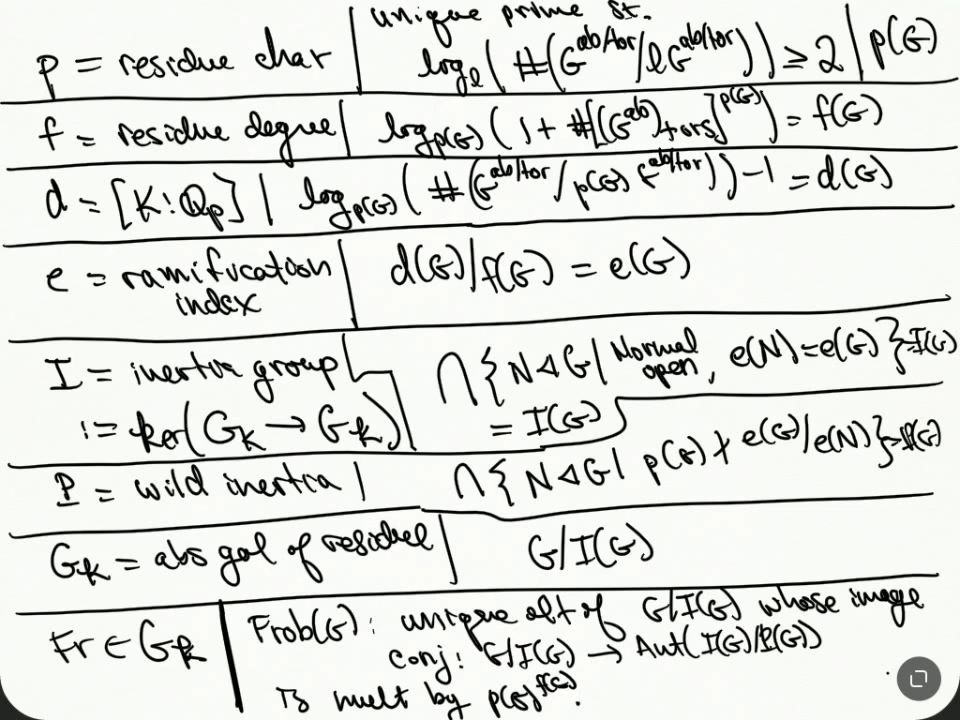 unique prime st.
p = residue char | log_ℓ ( #(G^{ab/tor}/ℓG^{ab/tor}) ) ≥ 2 | p(G)
f = residue degree | log_{p(G)} ( 1 + #[(G^{ab})_{tors}]^{p(G)'} ) = f(G)
d = [K:Q_p] | log_{p(G)} ( #(G^{ab/tor}/p(G) G^{ab/tor}) ) - 1 = d(G)
e = ramification | d(G)/f(G) = e(G)
index
I = inertia group | ∩ { N ◁ G | Normal open, e(N) = e(G) } = I(G)
:= ker(G_K → G_k) | = I(G)
P = wild inertia | ∩ { N ◁ G | p(G) ∤ e(G)/e(N) } = P(G)
G_k = abs gal of residue | G/I(G)
Fr ∈ G_k | Frob(G): unique elt of G/I(G) whose image
conj: G/I(G) → Aut(I(G)/P(G))
Is mult by p(G)^{f(G)}.